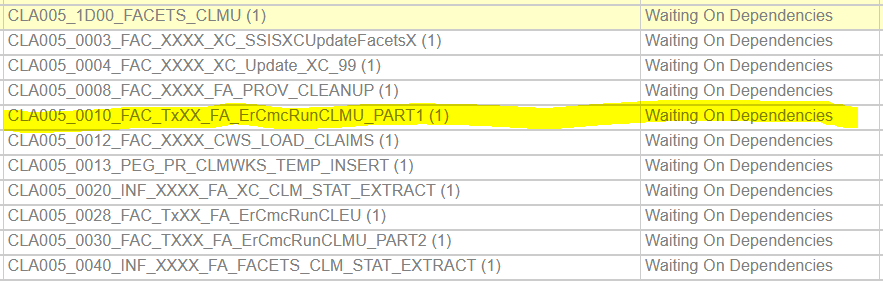 CLA005_1D00_FACETS_CLMU (1) Waiting On Dependencies
CLA005_0003_FAC_XXXX_XC_SSISXCUpdateFacetsX (1) Waiting On Dependencies
CLA005_0004_FAC_XXXX_XC_Update_XC_99 (1) Waiting On Dependencies
CLA005_0008_FAC_XXXX_FA_PROV_CLEANUP (1) Waiting On Dependencies
CLA005_0010_FAC_TxXX_FA_ErCmcRunCLMU_PART1 (1) Waiting On Dependencies
CLA005_0012_FAC_XXXX_CWS_LOAD_CLAIMS (1) Waiting On Dependencies
CLA005_0013_PEG_PR_CLMWKS_TEMP_INSERT (1) Waiting On Dependencies
CLA005_0020_INF_XXXX_FA_XC_CLM_STAT_EXTRACT (1) Waiting On Dependencies
CLA005_0028_FAC_TxXX_FA_ErCmcRunCLEU (1) Waiting On Dependencies
CLA005_0030_FAC_TXXX_FA_ErCmcRunCLMU_PART2 (1) Waiting On Dependencies
CLA005_0040_INF_XXXX_FA_FACETS_CLM_STAT_EXTRACT (1) Waiting On Dependencies